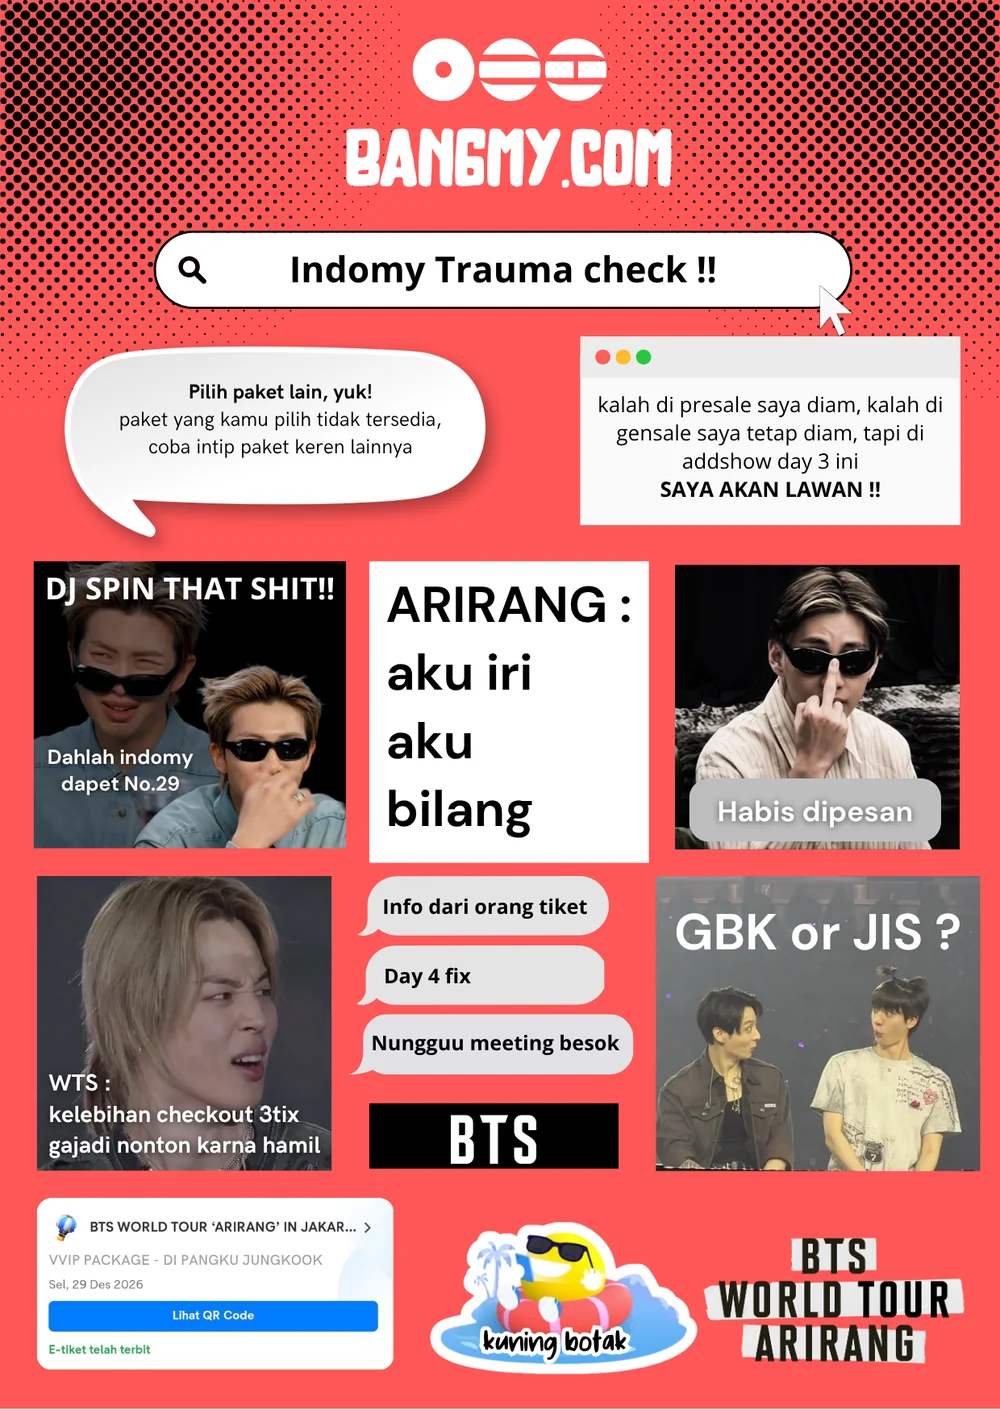 BANGMY.COM
Indomy Trauma check !!
Pilih paket lain, yuk!
paket yang kamu pilih tidak tersedia,
coba intip paket keren lainnya
kalah di presale saya diam, kalah di
gensale saya tetap diam, tapi di
addshow day 3 ini
SAYA AKAN LAWAN !!
DJ SPIN THAT SHIT!!
Dahlah indomy
dapet No.29
ARIRANG :
aku iri
aku
bilang
Habis dipesan
WTS :
kelebihan checkout 3tix
gajadi nonton karna hamil
Info dari orang tiket
Day 4 fix
Nungguu meeting besok
BTS
GBK or JIS ?
7
BTS WORLD TOUR ‘ARIRANG’ IN JAKAR...
VVIP PACKAGE - DI PANGKU JUNGKOOK
Sel, 29 Des 2026
Lihat QR Code
E-tiket telah terbit
kuning botak
BTS
WORLD TOUR
ARIRANG